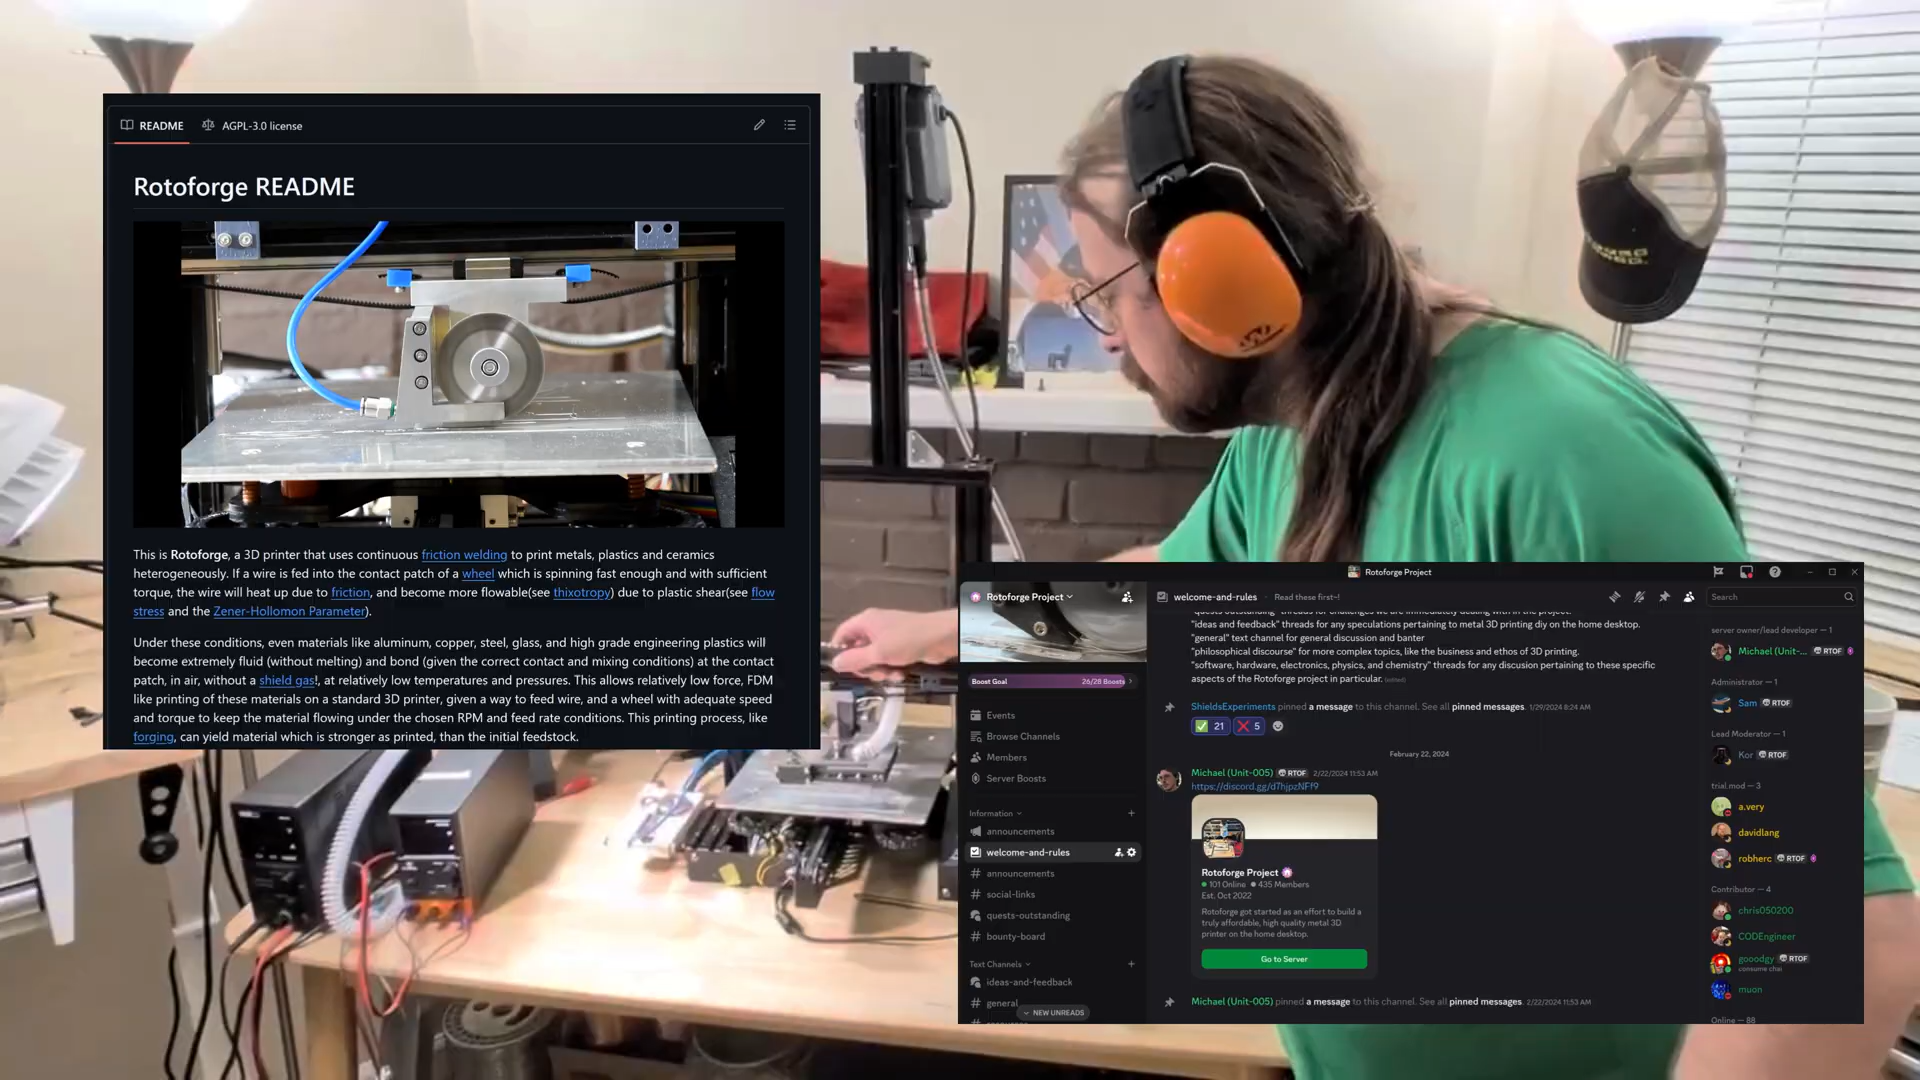 README
AGPL-3.0 license
Rotoforge README
This is Rotoforge, a 3D printer that uses continuous friction welding to print metals, plastics and ceramics
heterogeneously. If a wire is fed into the contact patch of a wheel which is spinning fast enough and with sufficient
torque, the wire will heat up due to friction, and become more flowable(see thixotropy) due to plastic shear(see flow
stress and the Zener-Hollomon Parameter).
Under these conditions, even materials like aluminum, copper, steel, glass, and high grade engineering plastics will
become extremely fluid (without melting) and bond (given the correct contact and mixing conditions) at the contact
patch, in air, without a shield gas!, at relatively low temperatures and pressures. This allows relatively low force, FDM
like printing of these materials on a standard 3D printer, given a way to feed wire, and a wheel with adequate speed
and torque to keep the material flowing under the chosen RPM and feed rate conditions. This printing process, like
forging, can yield material which is stronger as printed, than the initial feedstock.
Rotoforge Project
Rotoforge Project
Boost Goal
26/28 Boosts
Events
Browse Channels
Members
Server Boosts
Information
announcements
welcome-and-rules
announcements
social-links
quests-outstanding
bounty-board
Text Channels
ideas-and-feedback
general
NEW UNREADS
welcome-and-rules
Read these first~!
Search
"quests outstanding" threads for challenges we are immediately dealing with in the project.
"ideas and feedback" threads for any speculations pertaining to metal 3D printing diy on the home desktop.
"general" text channel for general discussion and banter
"philosophical discourse" for more complex topics, like the business and ethos of 3D printing.
"software, hardware, electronics, physics, and chemistry" threads for any discusion pertaining to these specific
aspects of the Rotoforge project in particular. (edited)
ShieldsExperiments pinned a message to this channel. See all pinned messages. 1/29/2024 8:24 AM
21
5
February 22, 2024
Michael (Unit-005) RTOF 2/22/2024 11:53 AM
https://discord.gg/d7hjpzNFf9
Rotoforge Project
101 Online 435 Members
Est. Oct 2022
Rotoforge got started as an effort to build a
truly affordable, high quality metal 3D
printer on the home desktop.
Go to Server
Michael (Unit-005) pinned a message to this channel. See all pinned messages. 2/22/2024 11:53 AM
server owner/lead developer — 1
Michael (Unit-... RTOF
Administrator — 1
Sam RTOF
Lead Moderator — 1
Kor RTOF
trial.mod — 3
a.very
davidlang
robherc RTOF
Contributor — 4
chris050200
CODEngineer
gooodgy RTOF
consume chai
muon
Online — 88